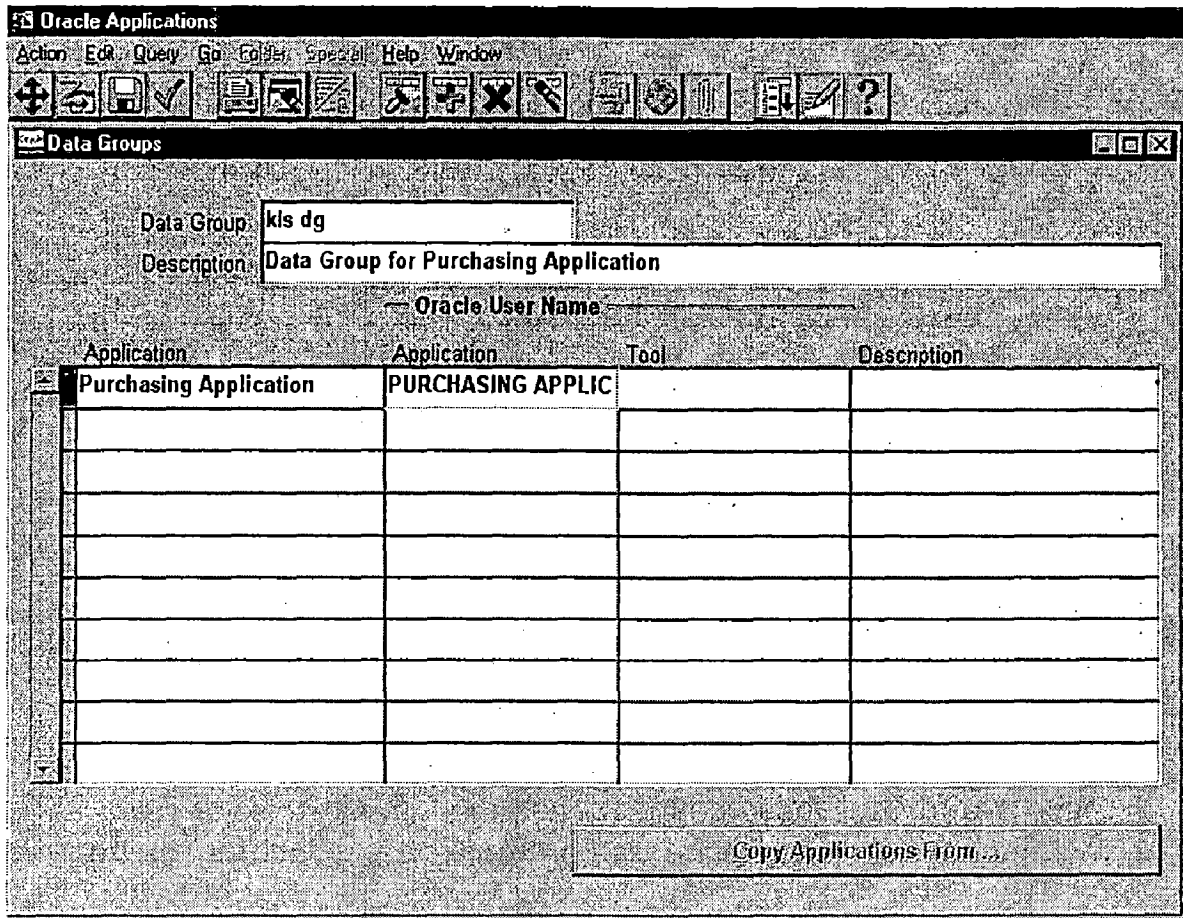 Oracle Applications
Action Edit Query Go Folder Special Help Window
Data Groups
Data Group kls dg
Description Data Group for Purchasing Application
Oracle User Name
Application Application Tool Description
Purchasing Application PURCHASING APPLIC
Copy Applications From...